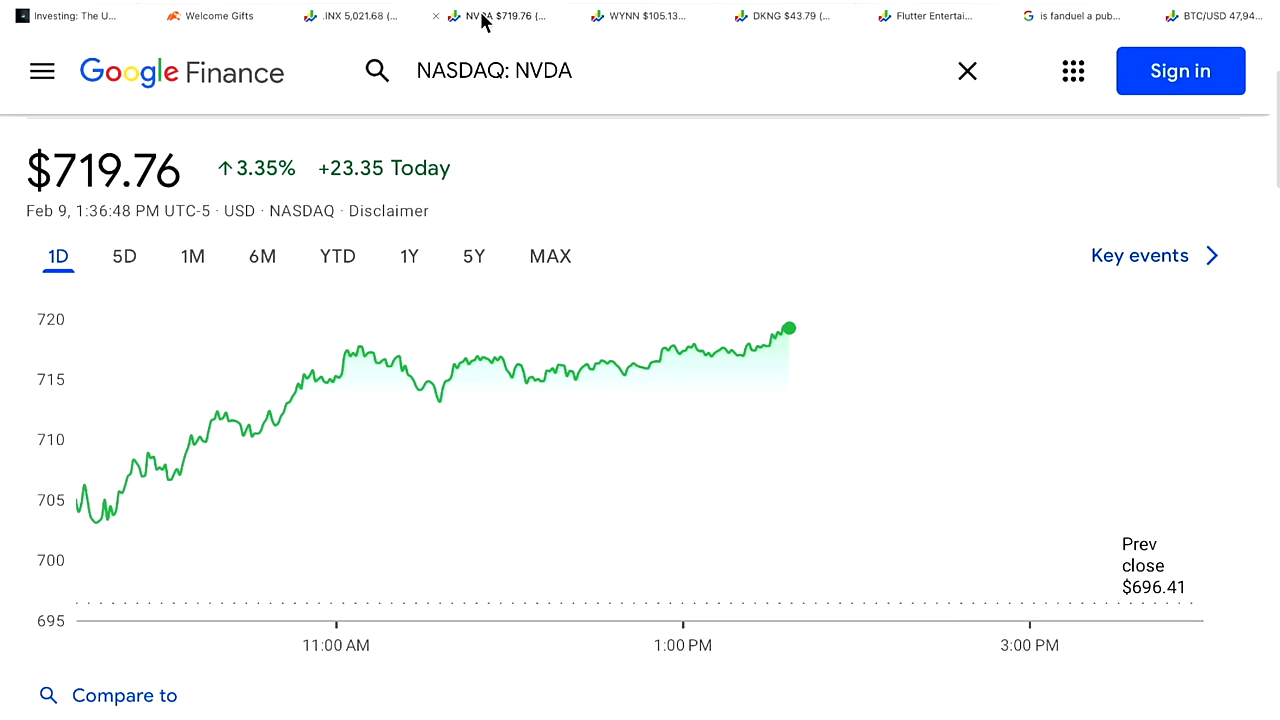 Investing: The U...
Welcome Gifts
.INX 5,021.68 (...
NVDA $719.76 (...
WYNN $105.13...
DKNG $43.79 (...
Flutter Entertai...
is fanduel a pub...
BTC/USD 47,94...
Google Finance
NASDAQ: NVDA
Sign in
$719.76 ↑3.35% +23.35 Today
Feb 9, 1:36:48 PM UTC-5 · USD · NASDAQ · Disclaimer
1D 5D 1M 6M YTD 1Y 5Y MAX
Key events
720
715
710
705
700
695
Prev
close
$696.41
11:00 AM 1:00 PM 3:00 PM
Compare to